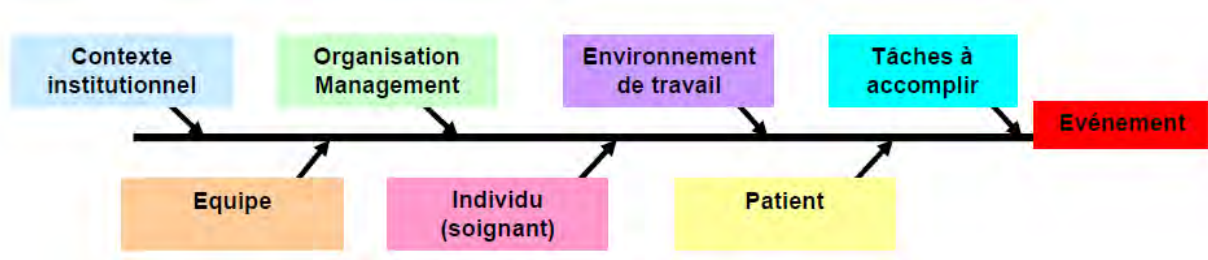 Contexte
institutionnel
Organisation
Management
Environnement
de travail
Tâches à
accomplir
Evénement
Equipe
Individu
(soignant)
Patient